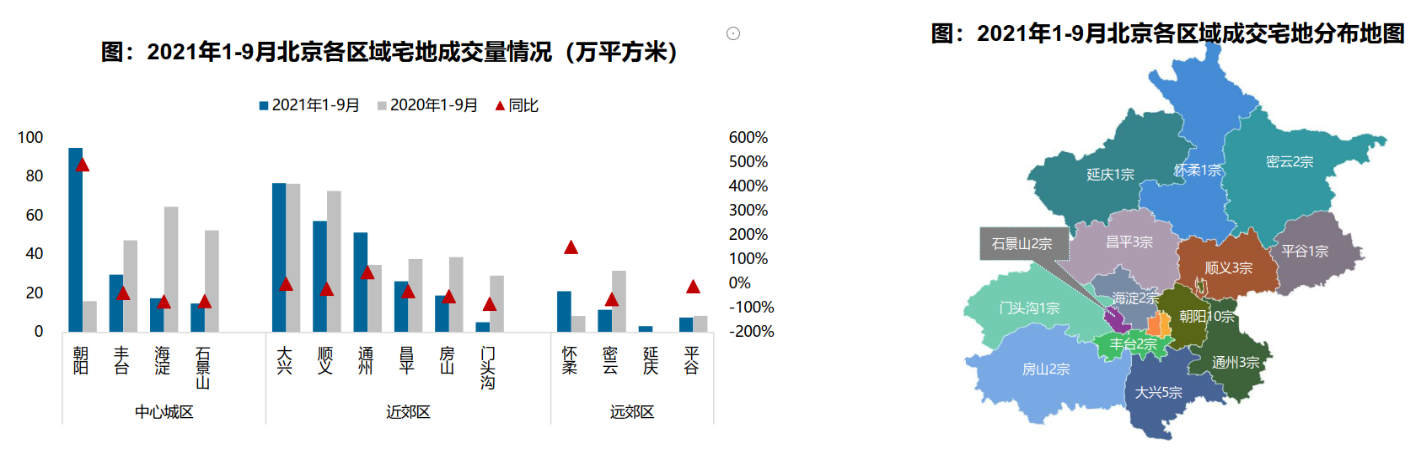 图：2021年1-9月北京各区域宅地成交量情况（万平方米）
2021年1-9月 2020年1-9月 同比
100
80
60
40
20
0
600%
500%
400%
300%
200%
100%
0%
-100%
-200%
朝阳 丰台 海淀 石景山 大兴 顺义 通州 昌平 房山 门头沟 怀柔 密云 延庆 平谷
中心城区 近郊区 远郊区
图：2021年1-9月北京各区域成交宅地分布地图
密云2宗
怀柔1宗
延庆1宗
昌平3宗
石景山2宗
平谷1宗
顺义3宗
海淀2宗
门头沟1宗
朝阳10宗
丰台2宗
通州3宗
房山2宗
大兴5宗